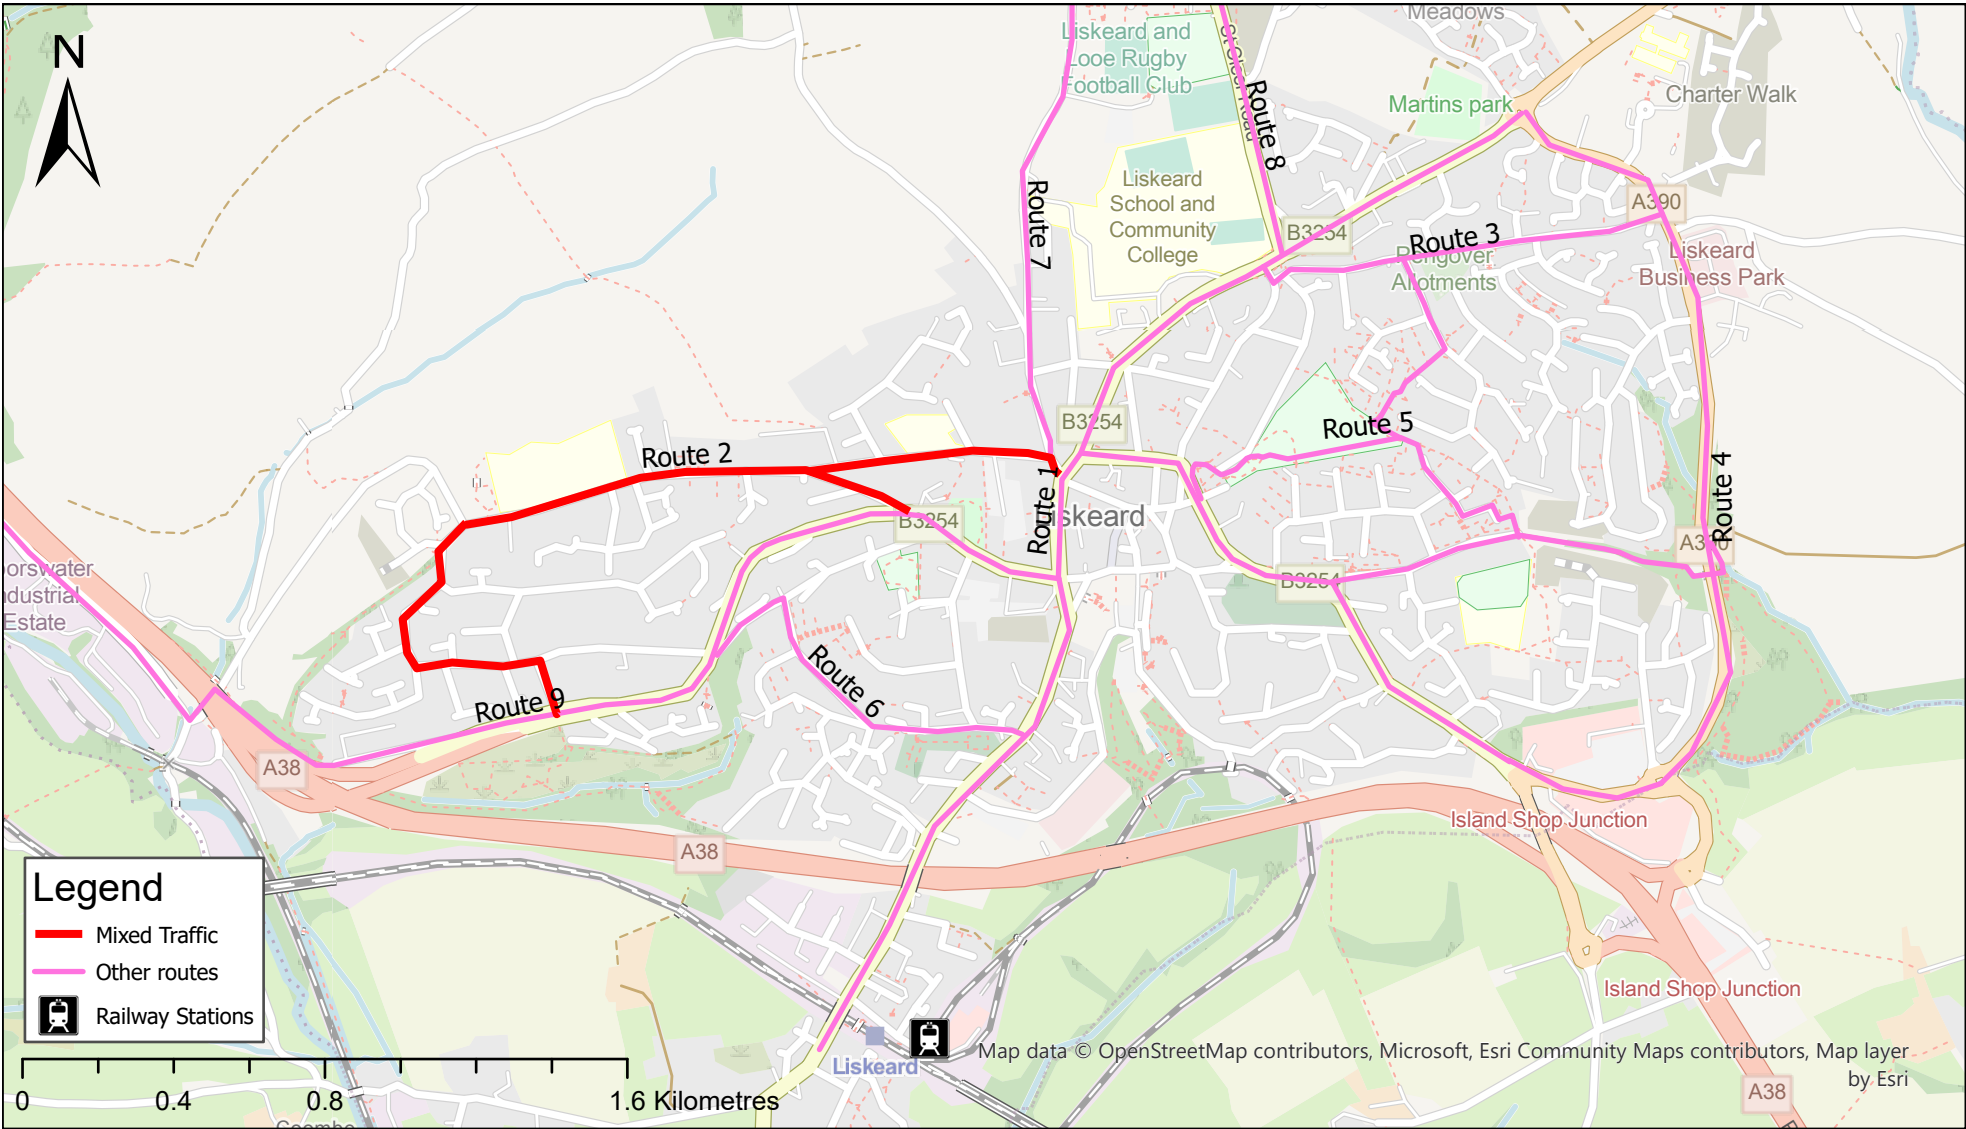 N
Meadows
Liskeard and
Looe Rugby
Football Club
Route 8
Martins park
Charter Walk
Liskeard
School and
Community
College
Route 7
A390
B3254
Route 3
Pengover
Allotments
Liskeard
Business Park
B3254
Route 5
Route 2
Route 1
Liskeard
B3254
Route 4
B3254
orswater
ndustrial
Estate
Route 6
Route 9
A38
Island Shop Junction
A38
Legend
Mixed Traffic
Other routes
Railway Stations
Island Shop Junction
Liskeard
Map data © OpenStreetMap contributors, Microsoft, Esri Community Maps contributors, Map layer
by Esri
A38
0 0.4 0.8 1.6 Kilometres